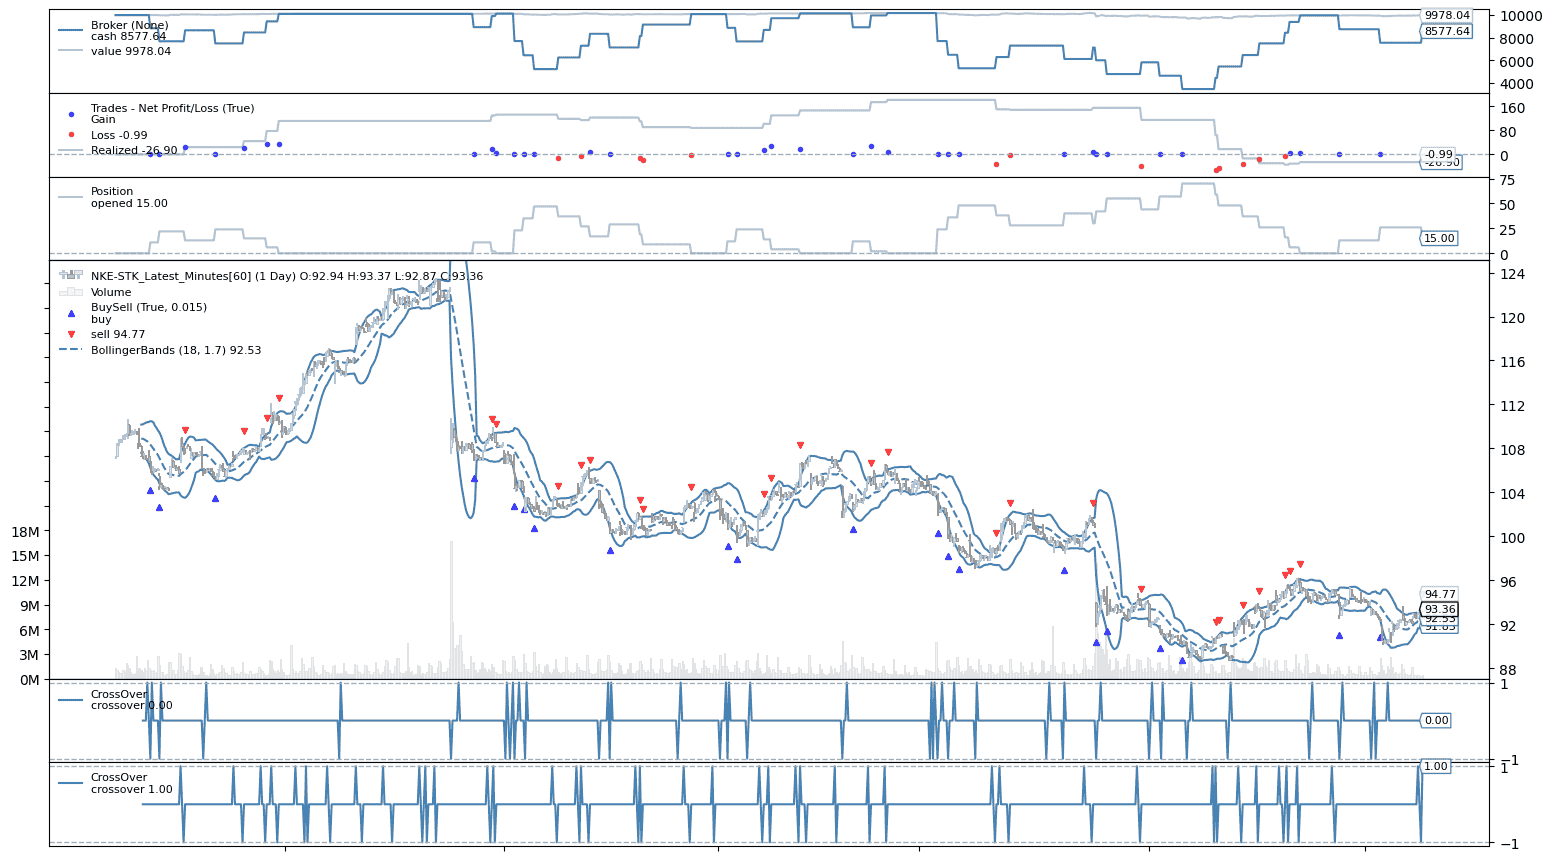 Broker (None)
cash 8577.64
value 9978.04
9978.04
8577.64
10000
8000
6000
4000
Trades - Net Profit/Loss (True)
Gain
Loss -0.99
Realized -26.90
160
80
0
-0.99
-26.90
Position
opened 15.00
75
50
25
0
15.00
NKE-STK_Latest_Minutes[60] (1 Day) O:92.94 H:93.37 L:92.87 C:93.36
Volume
BuySell (True, 0.015)
buy
sell 94.77
BollingerBands (18, 1.7) 92.53
124
120
116
112
108
104
100
96
92
88
18M
15M
12M
9M
6M
3M
0M
94.77
93.36
92.53
91.83
CrossOver
crossover 0.00
1
0.00
−1
CrossOver
crossover 1.00
1
1.00
−1